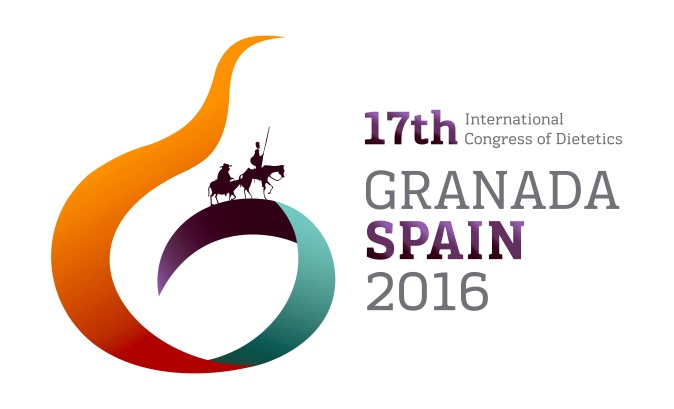 17th International
Congress of Dietetics
GRANADA
SPAIN
2016